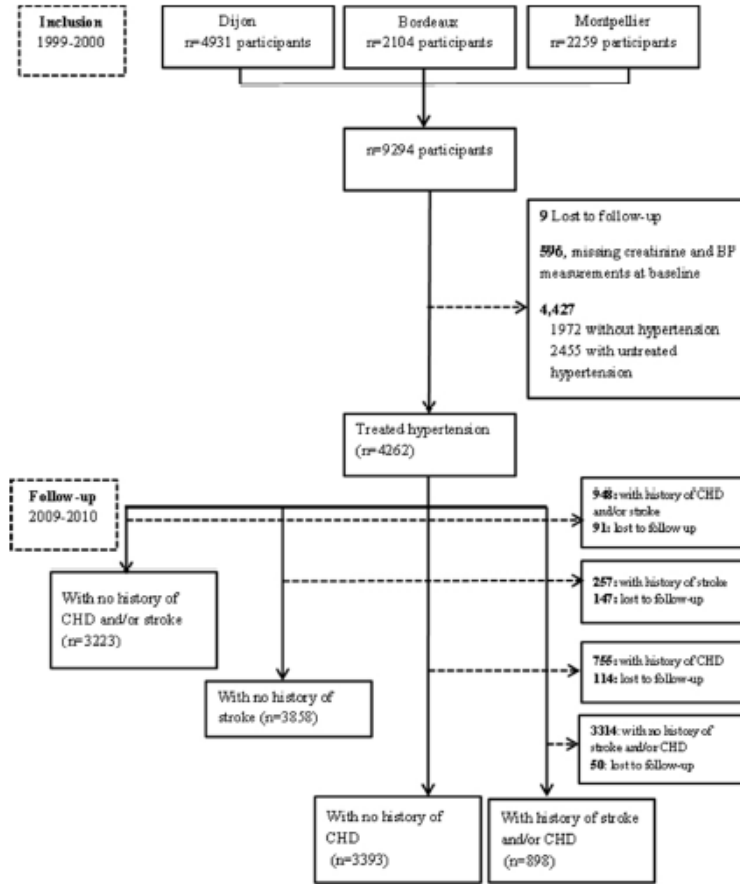 Inclusion
1999-2000
Dijon
n=4931 participants
Bordeaux
n=2104 participants
Montpellier
n=2259 participants
n=9294 participants
9 Lost to follow-up
596, missing creatinine and BP
measurements at baseline
4,427
1972 without hypertension
2455 with untreated
hypertension
Treated hypertension
(n=4262)
Follow-up
2009-2010
948: with history of CHD
and/or stroke
91: lost to follow up
With no history of
CHD and/or stroke
(n=3223)
257: with history of stroke
147: lost to follow-up
With no history of
stroke (n=3858)
755: with history of CHD
114: lost to follow-up
3314: with no history of
stroke and/or CHD
50: lost to follow-up
With no history of
CHD
(n=3393)
With history of stroke
and/or CHD
(n=898)